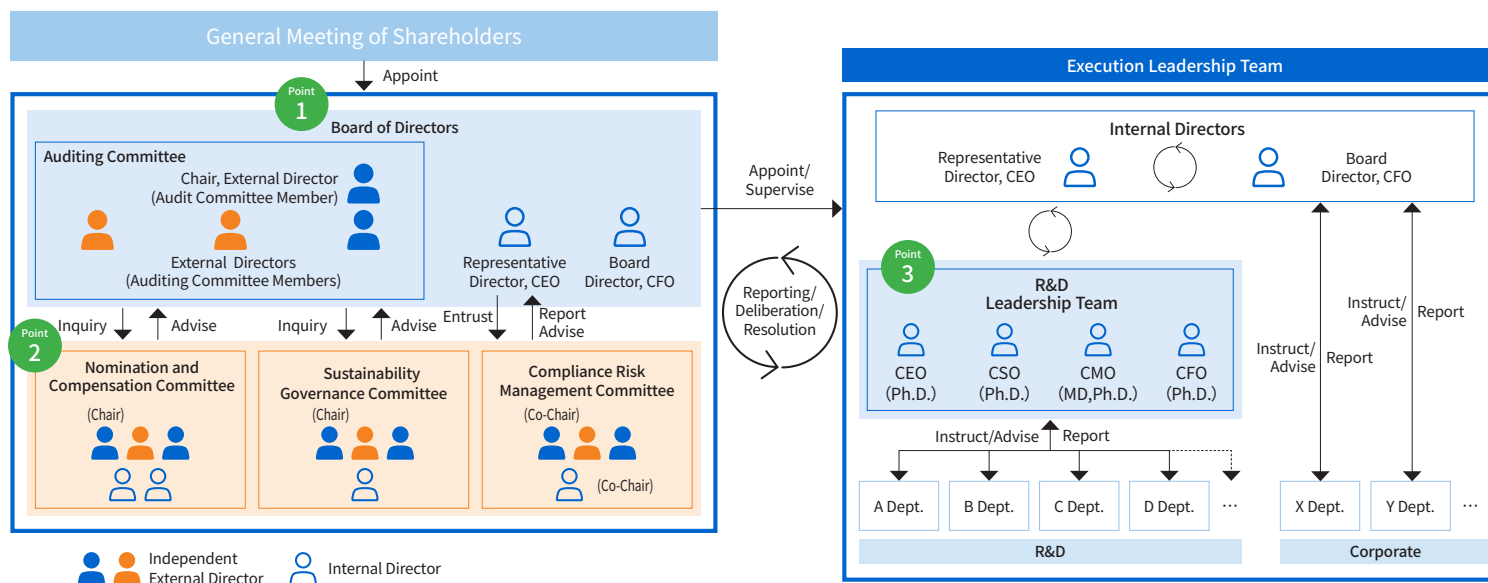 General Meeting of Shareholders
Appoint
Point
1
Board of Directors
Auditing Committee
Chair, External Director
(Audit Committee Member)
External Directors
(Auditing Committee Members)
Representative
Director, CEO
Board
Director, CFO
Inquiry
Advise
Inquiry
Advise
Entrust
Report
Advise
Point
2
Nomination and
Compensation Committee
(Chair)
Sustainability
Governance Committee
(Chair)
Compliance Risk
Management Committee
(Co-Chair)
(Co-Chair)
Independent
External Director
Internal Director
Appoint/
Supervise
Reporting/
Deliberation/
Resolution
Execution Leadership Team
Internal Directors
Representative
Director, CEO
Board
Director, CFO
Point
3
R&D
Leadership Team
CEO
(Ph.D.)
CSO
(Ph.D.)
CMO
(MD,Ph.D.)
CFO
(Ph.D.)
Instruct/Advise
Report
Instruct/
Advise
Report
Instruct/
Advise
Report
A Dept.
B Dept.
C Dept.
D Dept.
…
X Dept.
Y Dept.
…
R&D
Corporate